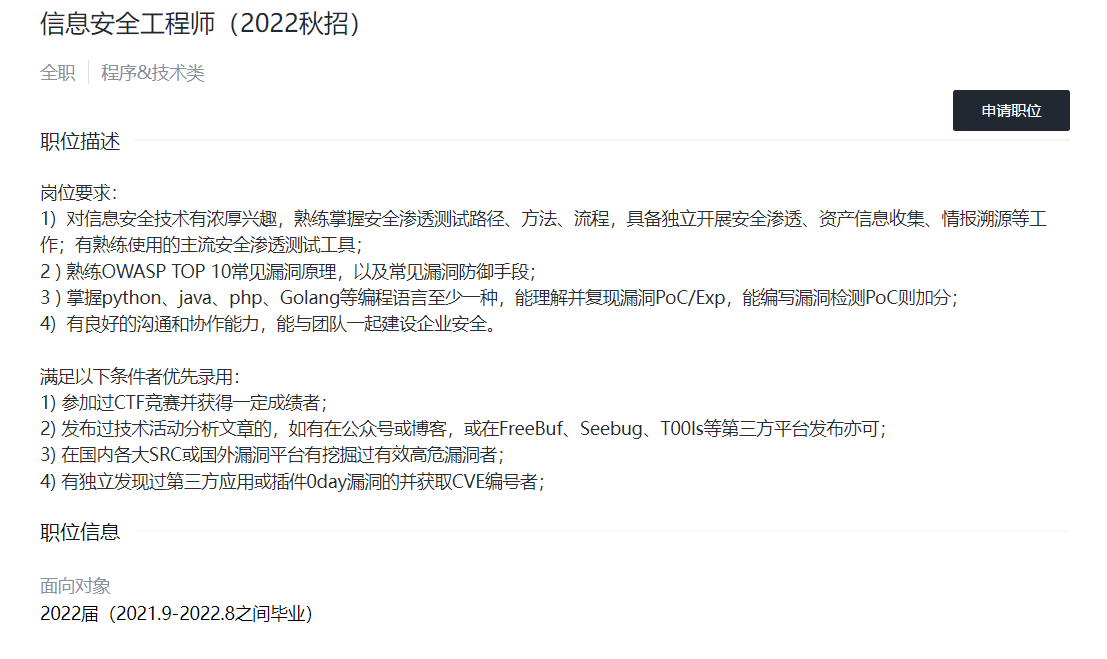 信息安全工程师（2022秋招）
全职 程序&技术类
申请职位
职位描述
岗位要求：
1）对信息安全技术有浓厚兴趣，熟练掌握安全渗透测试路径、方法、流程，具备独立开展安全渗透、资产信息收集、情报溯源等工
作；有熟练使用的主流安全渗透测试工具；
2 ) 熟练OWASP TOP 10常见漏洞原理，以及常见漏洞防御手段；
3 ) 掌握python、java、php、Golang等编程语言至少一种，能理解并复现漏洞PoC/Exp，能编写漏洞检测PoC则加分；
4）有良好的沟通和协作能力，能与团队一起建设企业安全。
满足以下条件者优先录用：
1) 参加过CTF竞赛并获得一定成绩者；
2) 发布过技术活动分析文章的，如有在公众号或博客，或在FreeBuf、Seebug、T00ls等第三方平台发布亦可；
3) 在国内各大SRC或国外漏洞平台有挖掘过有效高危漏洞者；
4) 有独立发现过第三方应用或插件0day漏洞的并获取CVE编号者；
职位信息
面向对象
2022届（2021.9-2022.8之间毕业）